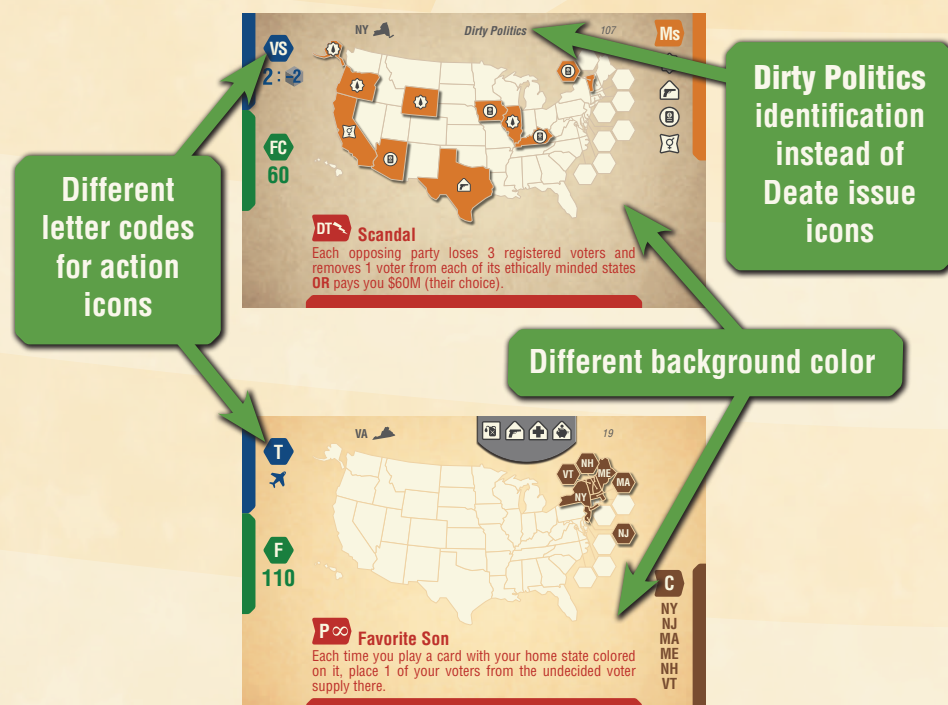 NY
Dirty Politics
107
Ms
VS
2 : -2
FC
60
DT Scandal
Each opposing party loses 3 registered voters and
removes 1 voter from each of its ethically minded states
OR pays you $60M (their choice).
Dirty Politics
identification
instead of
Deate issue
icons
Different
letter codes
for action
icons
Different background color
VA
19
T
F
110
VT
NH
ME
MA
NY
NJ
C
NY
NJ
MA
ME
NH
VT
P∞ Favorite Son
Each time you play a card with your home state colored
on it, place 1 of your voters from the undecided voter
supply there.